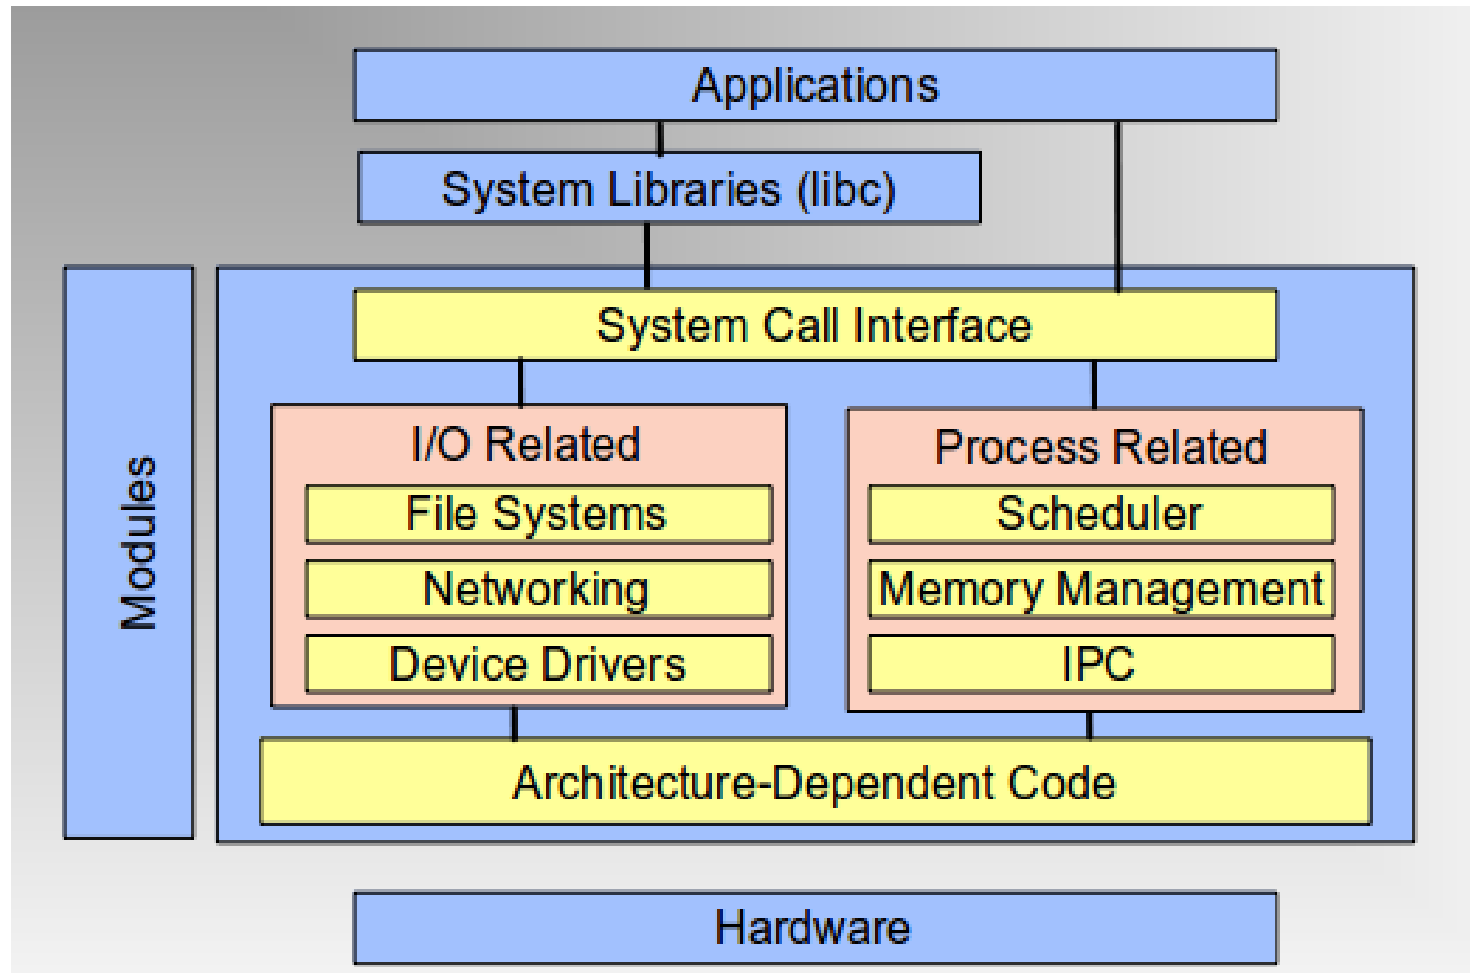 Applications
System Libraries (libc)
System Call Interface
Modules
I/O Related
File Systems
Networking
Device Drivers
Process Related
Scheduler
Memory Management
IPC
Architecture-Dependent Code
Hardware